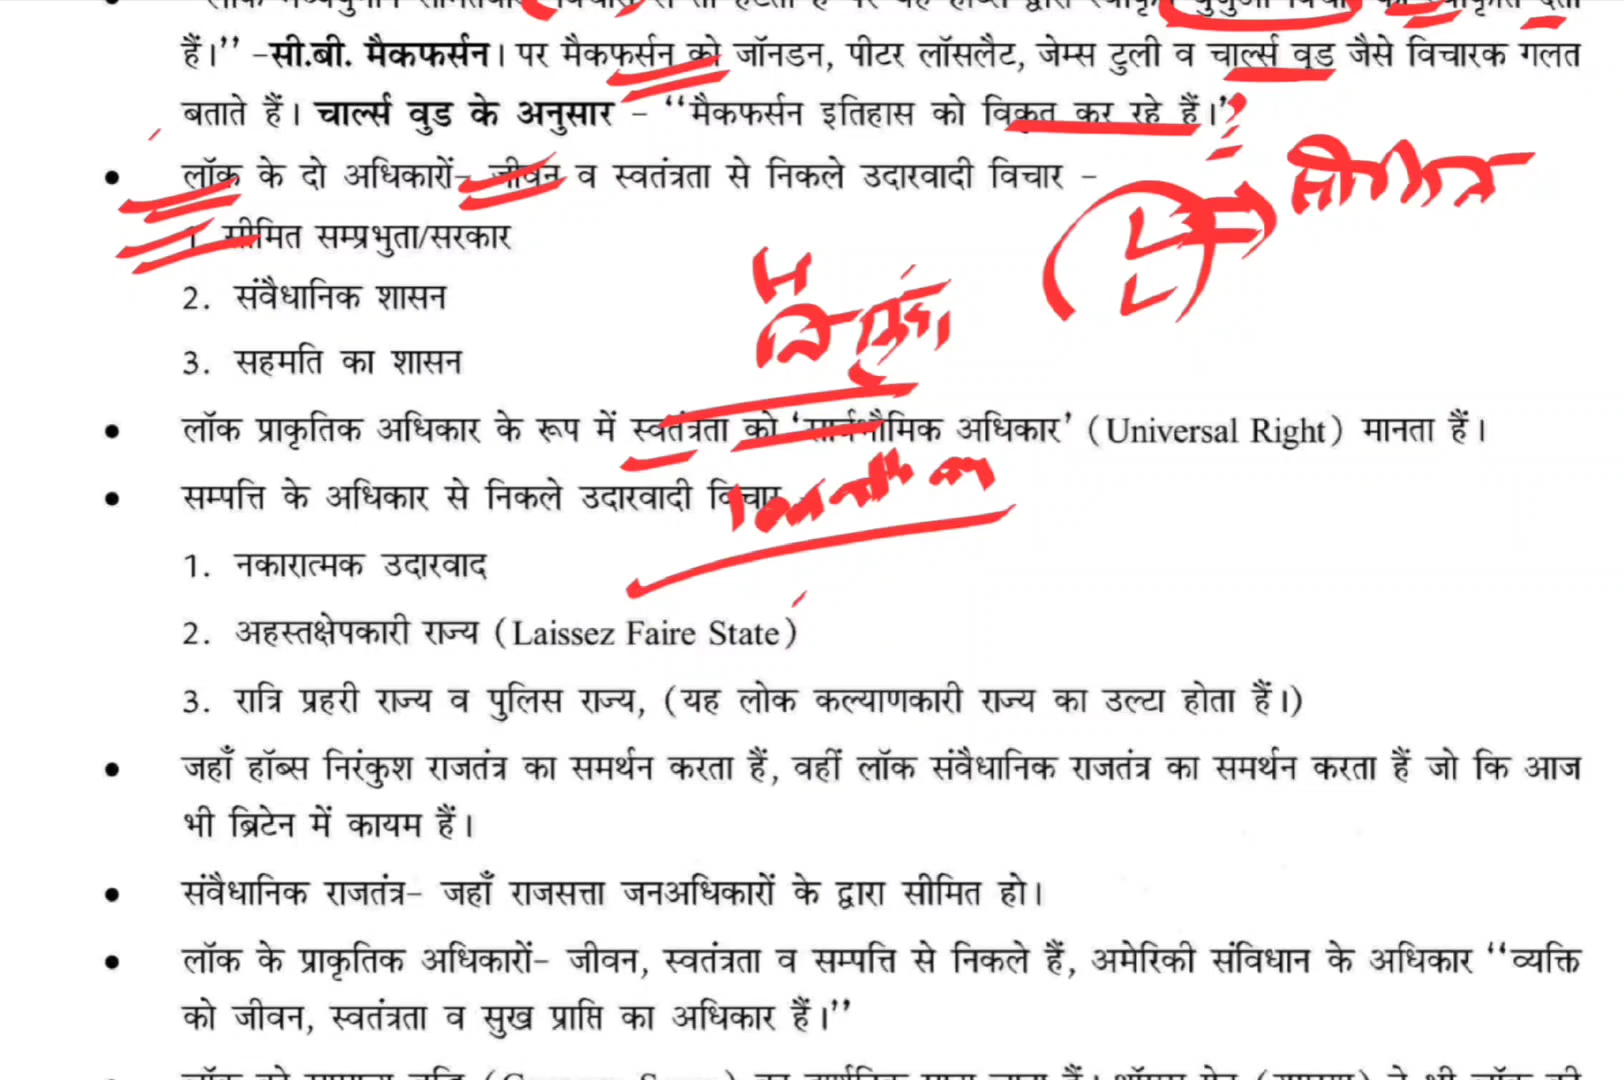 हैं।'' -सी.बी. मैकफर्सन। पर मैकफर्सन को जॉनडन, पीटर लॉसलैट, जेम्स टुली व चार्ल्स वुड जैसे विचारक गलत
बताते हैं। चार्ल्स वुड के अनुसार - ''मैकफर्सन इतिहास को विकृत कर रहे हैं।''
• लॉक के दो अधिकारों- जीवन व स्वतंत्रता से निकले उदारवादी विचार -
1. सीमित सम्प्रभुता/सरकार
सीमित
2. संवैधानिक शासन
3. सहमति का शासन
• लॉक प्राकृतिक अधिकार के रूप में स्वतंत्रता को 'सार्वभौमिक अधिकार' (Universal Right) मानता हैं।
• सम्पत्ति के अधिकार से निकले उदारवादी विचार
1. नकारात्मक उदारवाद
2. अहस्तक्षेपकारी राज्य (Laissez Faire State)
3. रात्रि प्रहरी राज्य व पुलिस राज्य, (यह लोक कल्याणकारी राज्य का उल्टा होता हैं।)
• जहाँ हॉब्स निरंकुश राजतंत्र का समर्थन करता हैं, वहीं लॉक संवैधानिक राजतंत्र का समर्थन करता हैं जो कि आज
भी ब्रिटेन में कायम हैं।
• संवैधानिक राजतंत्र- जहाँ राजसत्ता जनअधिकारों के द्वारा सीमित हो।
• लॉक के प्राकृतिक अधिकारों- जीवन, स्वतंत्रता व सम्पत्ति से निकले हैं, अमेरिकी संविधान के अधिकार ''व्यक्ति
को जीवन, स्वतंत्रता व सुख प्राप्ति का अधिकार हैं।''